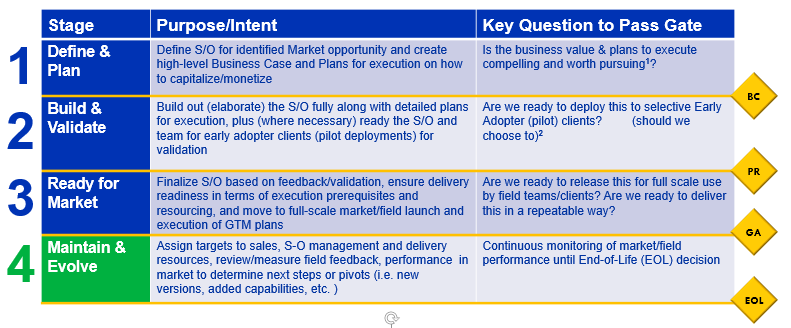 Stage Purpose/Intent Key Question to Pass Gate
1
Define &
Plan
Define S/O for identified Market opportunity and create
high-level Business Case and Plans for execution on how
to capitalize/monetize
Is the business value & plans to execute
compelling and worth pursuing¹?
BC
2
Build &
Validate
Build out (elaborate) the S/O fully along with detailed plans
for execution, plus (where necessary) ready the S/O and
team for early adopter clients (pilot deployments) for
validation
Are we ready to deploy this to selective Early
Adopter (pilot) clients? (should we
choose to)²
PR
3
Ready for
Market
Finalize S/O based on feedback/validation, ensure delivery
readiness in terms of execution prerequisites and
resourcing, and move to full-scale market/field launch and
execution of GTM plans
Are we ready to release this for full scale use
by field teams/clients? Are we ready to deliver
this in a repeatable way?
GA
4
Maintain &
Evolve
Assign targets to sales, S-O management and delivery
resources, review/measure field feedback, performance in
market to determine next steps or pivots (i.e. new
versions, added capabilities, etc. )
Continuous monitoring of market/field
performance until End-of-Life (EOL) decision
EOL